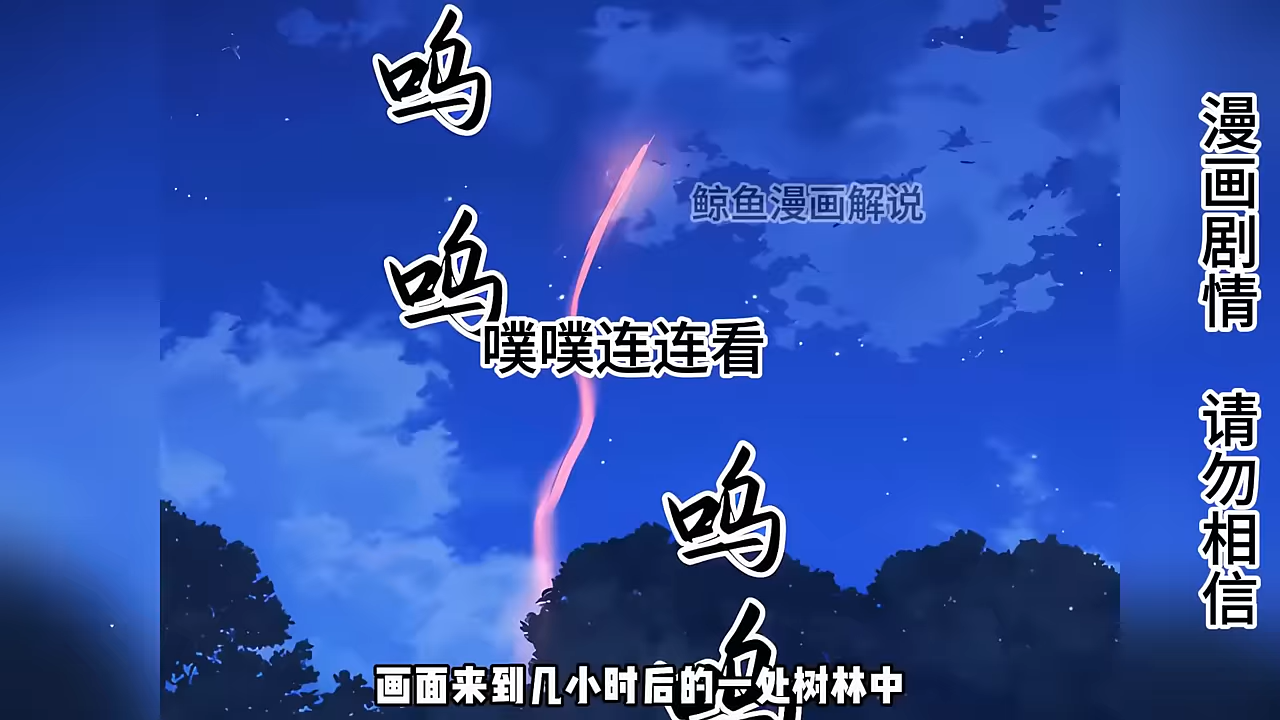 呜
呜
鲸鱼漫画解说
噗噗连连看
呜
呜
画面来到几小时后的一处树林中
漫画剧情 请勿相信